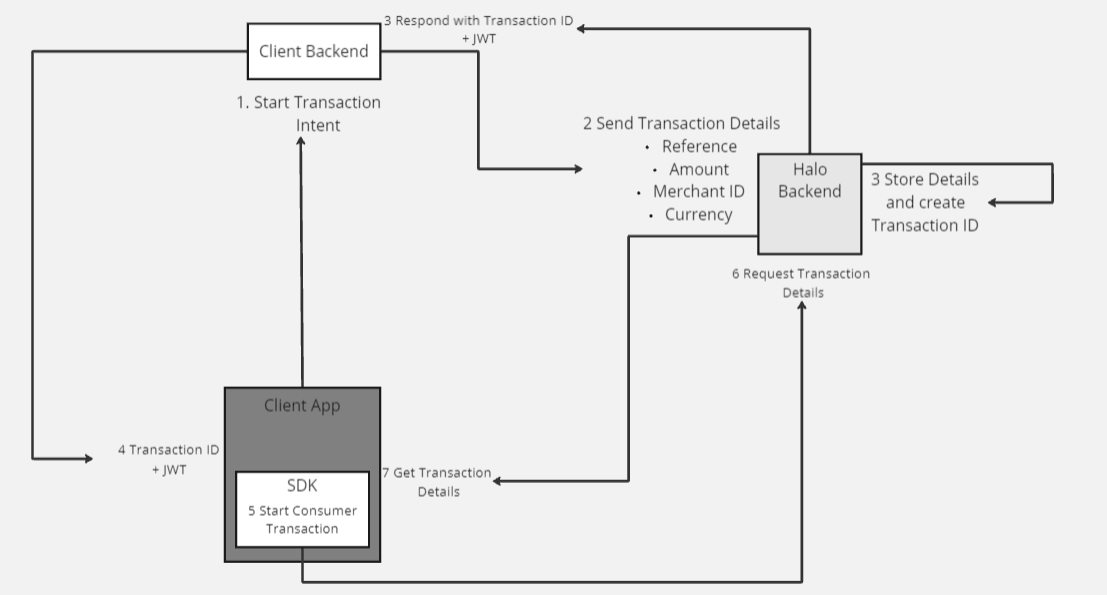 3 Respond with Transaction ID
+ JWT
Client Backend
1. Start Transaction
Intent
2 Send Transaction Details
• Reference
• Amount
• Merchant ID
• Currency
Halo
Backend
3 Store Details
and create
Transaction ID
6 Request Transaction
Details
Client App
4 Transaction ID
+ JWT
SDK
5 Start Consumer
Transaction
7 Get Transaction
Details